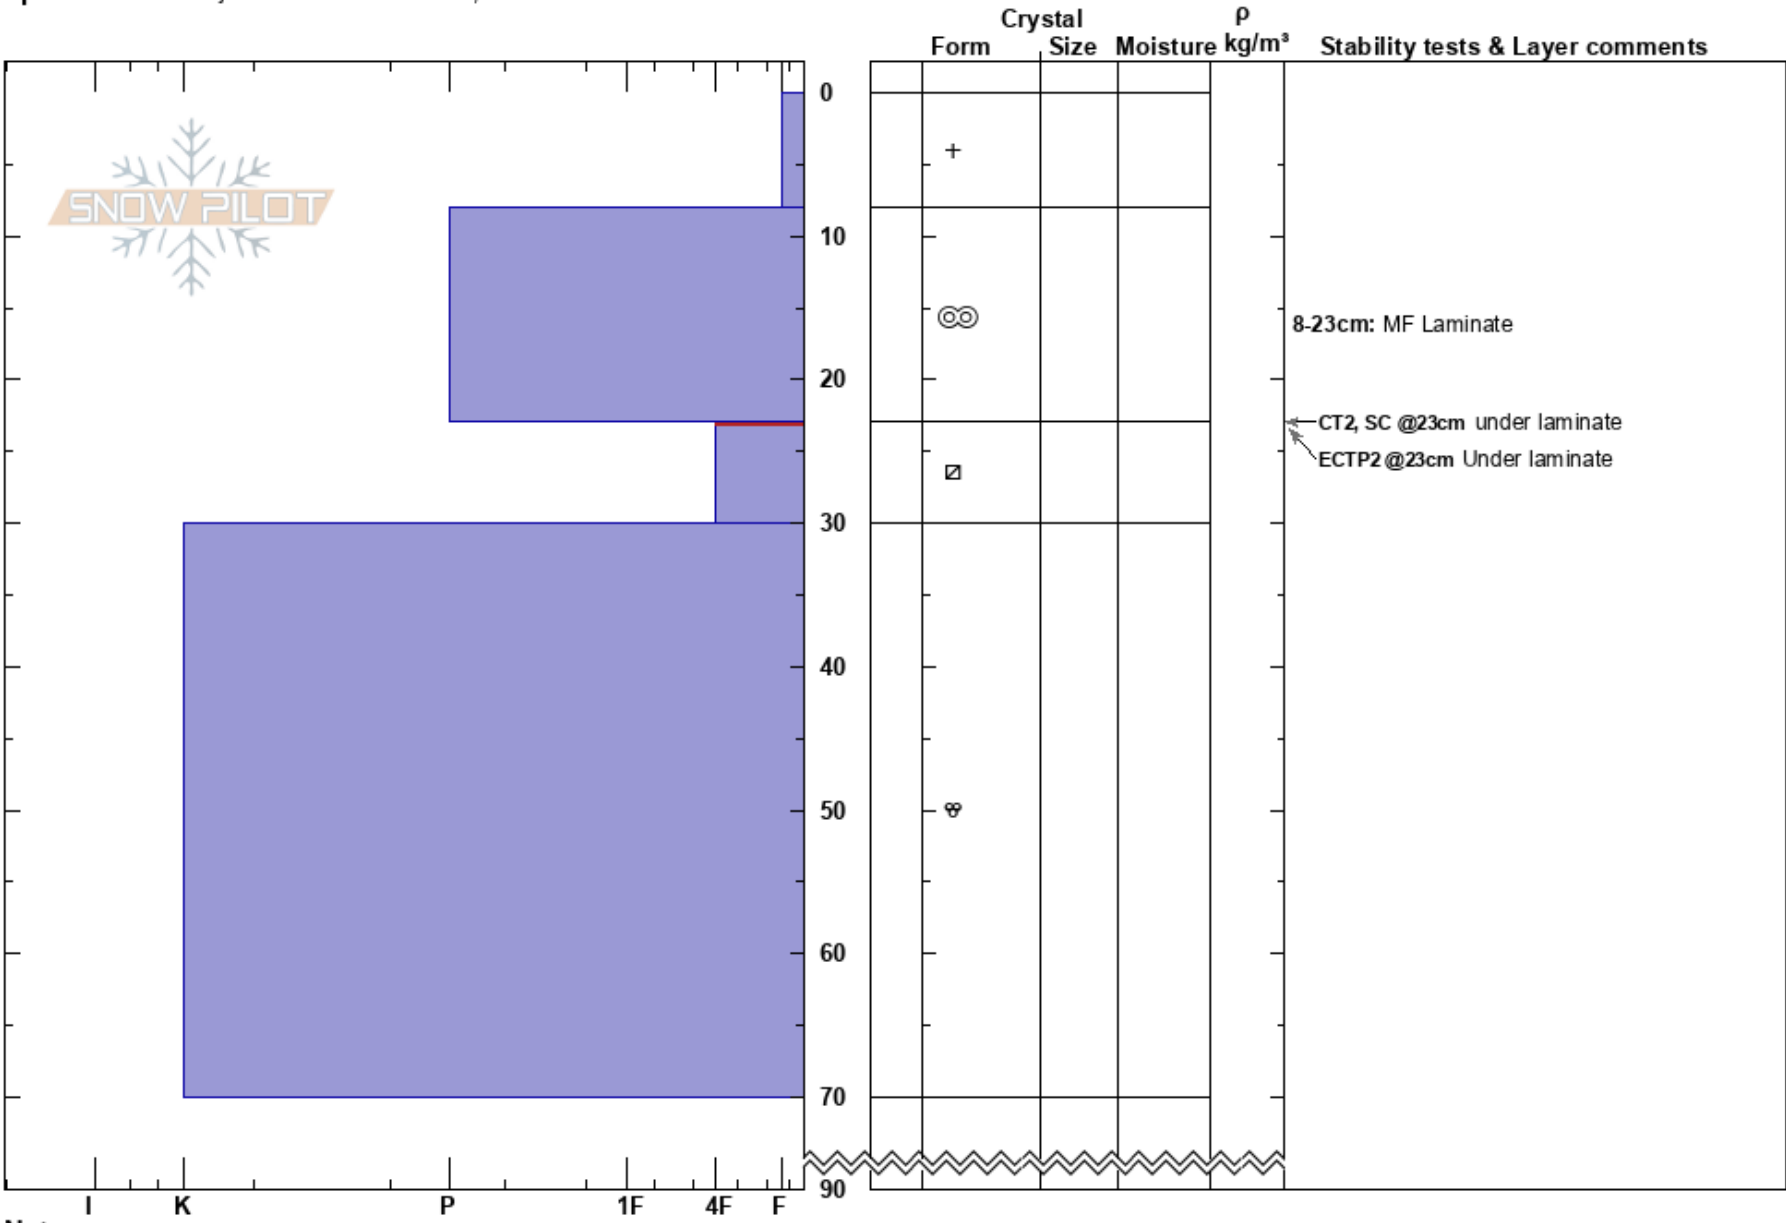 Crystal
ρ
Form Size Moisture kg/m³ Stability tests & Layer comments
0
SNOW PILOT
10
8-23cm: MF Laminate
20
CT2, SC @23cm under laminate
ECTP2 @23cm Under laminate
30
40
50
60
70
90
I K P 1F 4F F